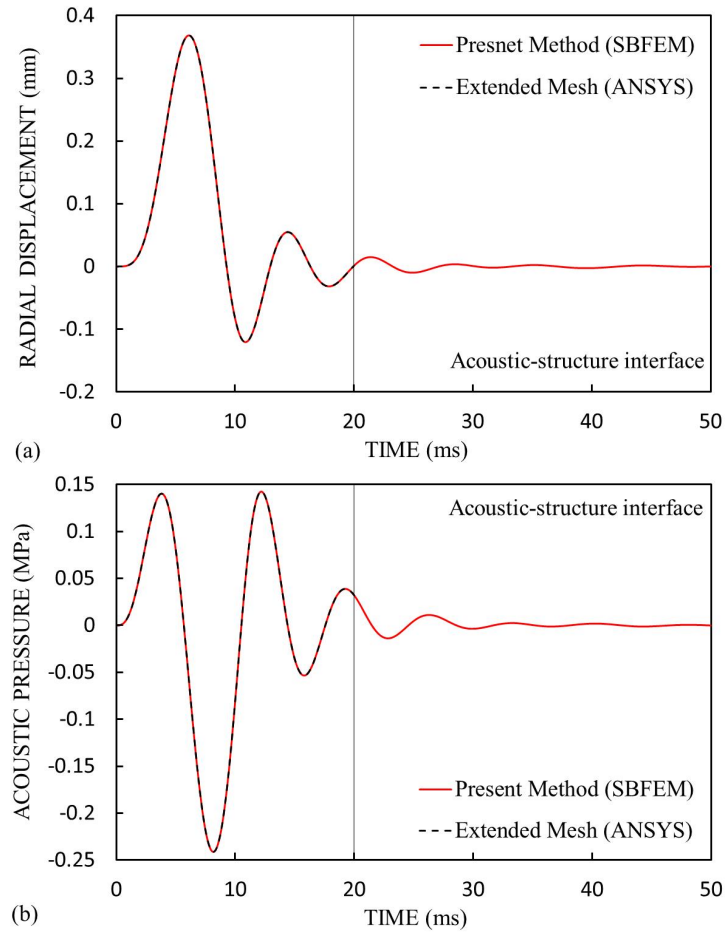 0.4
0.3
0.2
0.1
0
-0.1
-0.2
RADIAL DISPLACEMENT (mm)
Presnet Method (SBFEM)
Extended Mesh (ANSYS)
Acoustic-structure interface
0 10 20 30 40 50
TIME (ms)
(a)
0.15
0.1
0.05
0
-0.05
-0.1
-0.15
-0.2
-0.25
ACOUSTIC PRESSURE (MPa)
Acoustic-structure interface
Present Method (SBFEM)
Extended Mesh (ANSYS)
0 10 20 30 40 50
TIME (ms)
(b)